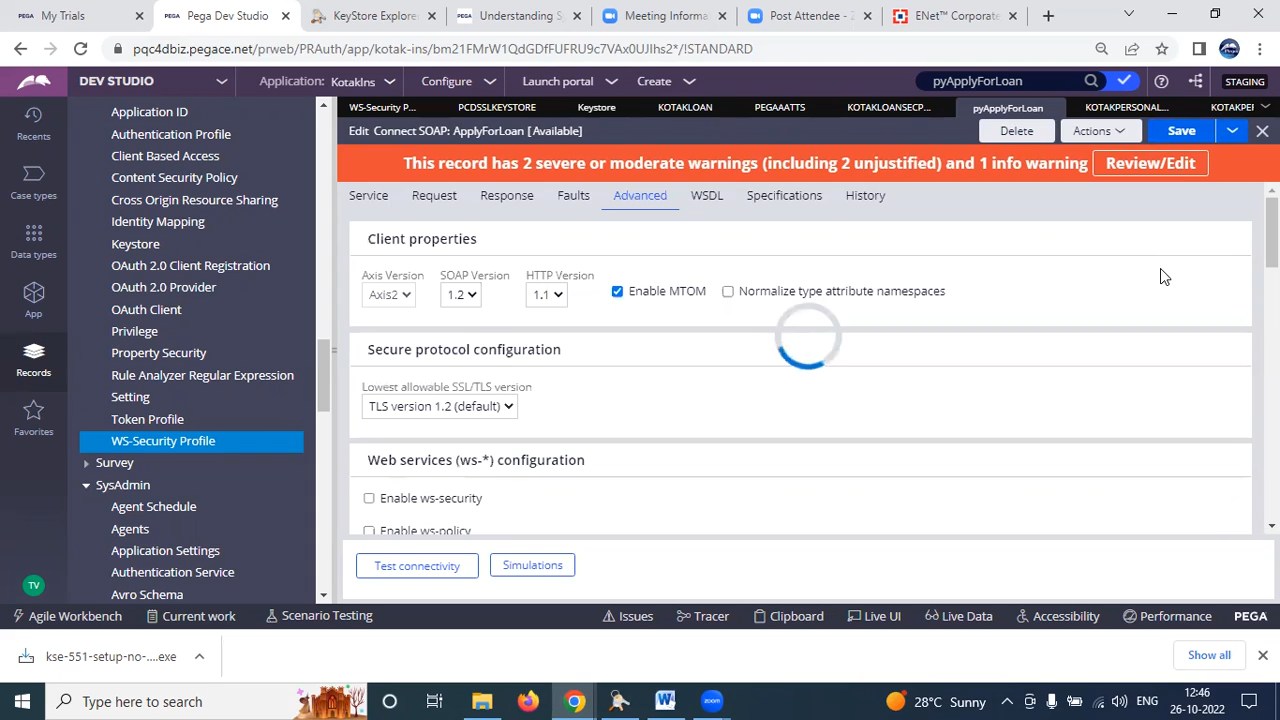 My Trials
Pega Dev Studio
KeyStore Explore
Understanding S
Meeting Informa
Post Attendee - 2
ENet™ Corporate
pqc4dbiz.pegace.net/prweb/PRAuth/app/kotak-ins/bm21FMrW1QdGDfFUFRU9c7VAx0UJIhs2*/!STANDARD
DEV STUDIO
Application: KotakIns
Configure
Launch portal
Create
pyApplyForLoan
STAGING
Recents
Case types
Data types
App
Records
Favorites
TV
Application ID
Authentication Profile
Client Based Access
Content Security Policy
Cross Origin Resource Sharing
Identity Mapping
Keystore
OAuth 2.0 Client Registration
OAuth 2.0 Provider
OAuth Client
Privilege
Property Security
Rule Analyzer Regular Expression
Setting
Token Profile
WS-Security Profile
Survey
SysAdmin
Agent Schedule
Agents
Application Settings
Authentication Service
Avro Schema
WS-Security P...
PCDSSLKEYSTORE
Keystore
KOTAKLOAN
PEGAAATTS
KOTAKLOANSECP...
pyApplyForLoan
KOTAKPERSONAL...
KOTAKPEI
Edit Connect SOAP: ApplyForLoan [Available]
Delete
Actions
Save
This record has 2 severe or moderate warnings (including 2 unjustified) and 1 info warning
Review/Edit
Service
Request
Response
Faults
Advanced
WSDL
Specifications
History
Client properties
Axis Version
SOAP Version
HTTP Version
Axis2
1.2
1.1
Enable MTOM
Normalize type attribute namespaces
Secure protocol configuration
Lowest allowable SSL/TLS version
TLS version 1.2 (default)
Web services (ws-*) configuration
Enable ws-security
Enable ws-policy
Test connectivity
Simulations
Agile Workbench
Current work
Scenario Testing
Issues
Tracer
Clipboard
Live UI
Live Data
Accessibility
Performance
PEGA
kse-551-setup-no-....exe
Show all
Type here to search
28°C Sunny
ENG
12:46
26-10-2022